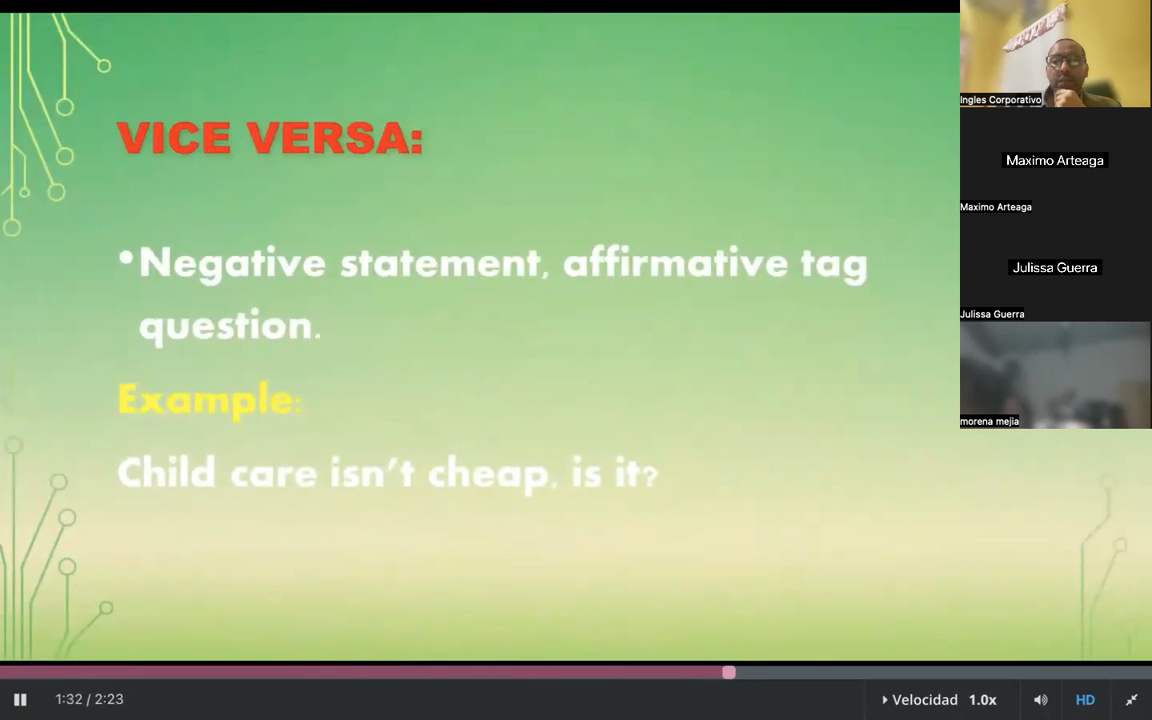 VICE VERSA:
•Negative statement, affirmative tag
question.
Example:
Child care isn't cheap, is it?
Ingles Corporativo
Maximo Arteaga
Maximo Arteaga
Julissa Guerra
Julissa Guerra
morena mejia
1:32 / 2:23
Velocidad 1.0x
HD